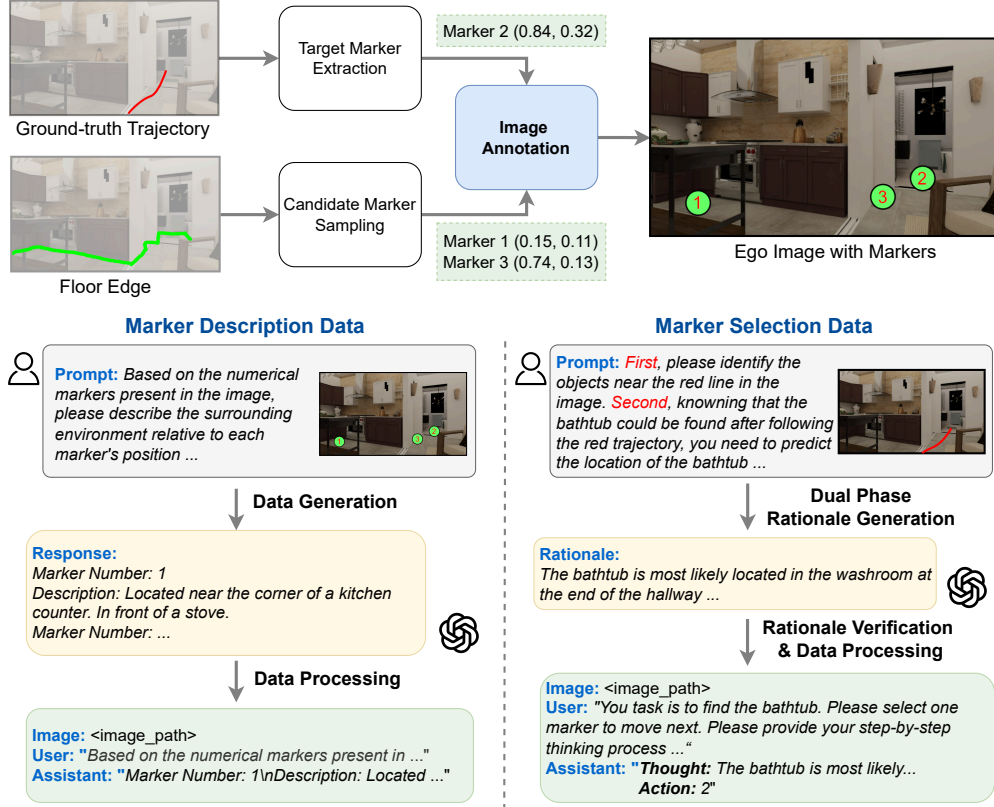 Ground-truth Trajectory
Target Marker
Extraction
Marker 2 (0.84, 0.32)
Image
Annotation
Floor Edge
Candidate Marker
Sampling
Marker 1 (0.15, 0.11)
Marker 3 (0.74, 0.13)
1
3
2
Ego Image with Markers
Marker Description Data
Prompt: Based on the numerical
markers present in the image,
please describe the surrounding
environment relative to each
marker's position ...
1
3
2
Data Generation
Response:
Marker Number: 1
Description: Located near the corner of a kitchen
counter. In front of a stove.
Marker Number: ...
Data Processing
Image: <image_path>
User: "Based on the numerical markers present in ..."
Assistant: "Marker Number: 1\nDescription: Located ..."
Marker Selection Data
Prompt: First, please identify the
objects near the red line in the
image. Second, knowning that the
bathtub could be found after following
the red trajectory, you need to predict
the location of the bathtub ...
Dual Phase
Rationale Generation
Rationale:
The bathtub is most likely located in the washroom at
the end of the hallway ...
Rationale Verification
& Data Processing
Image: <image_path>
User: "You task is to find the bathtub. Please select one
marker to move next. Please provide your step-by-step
thinking process ...“
Assistant: "Thought: The bathtub is most likely...
Action: 2"